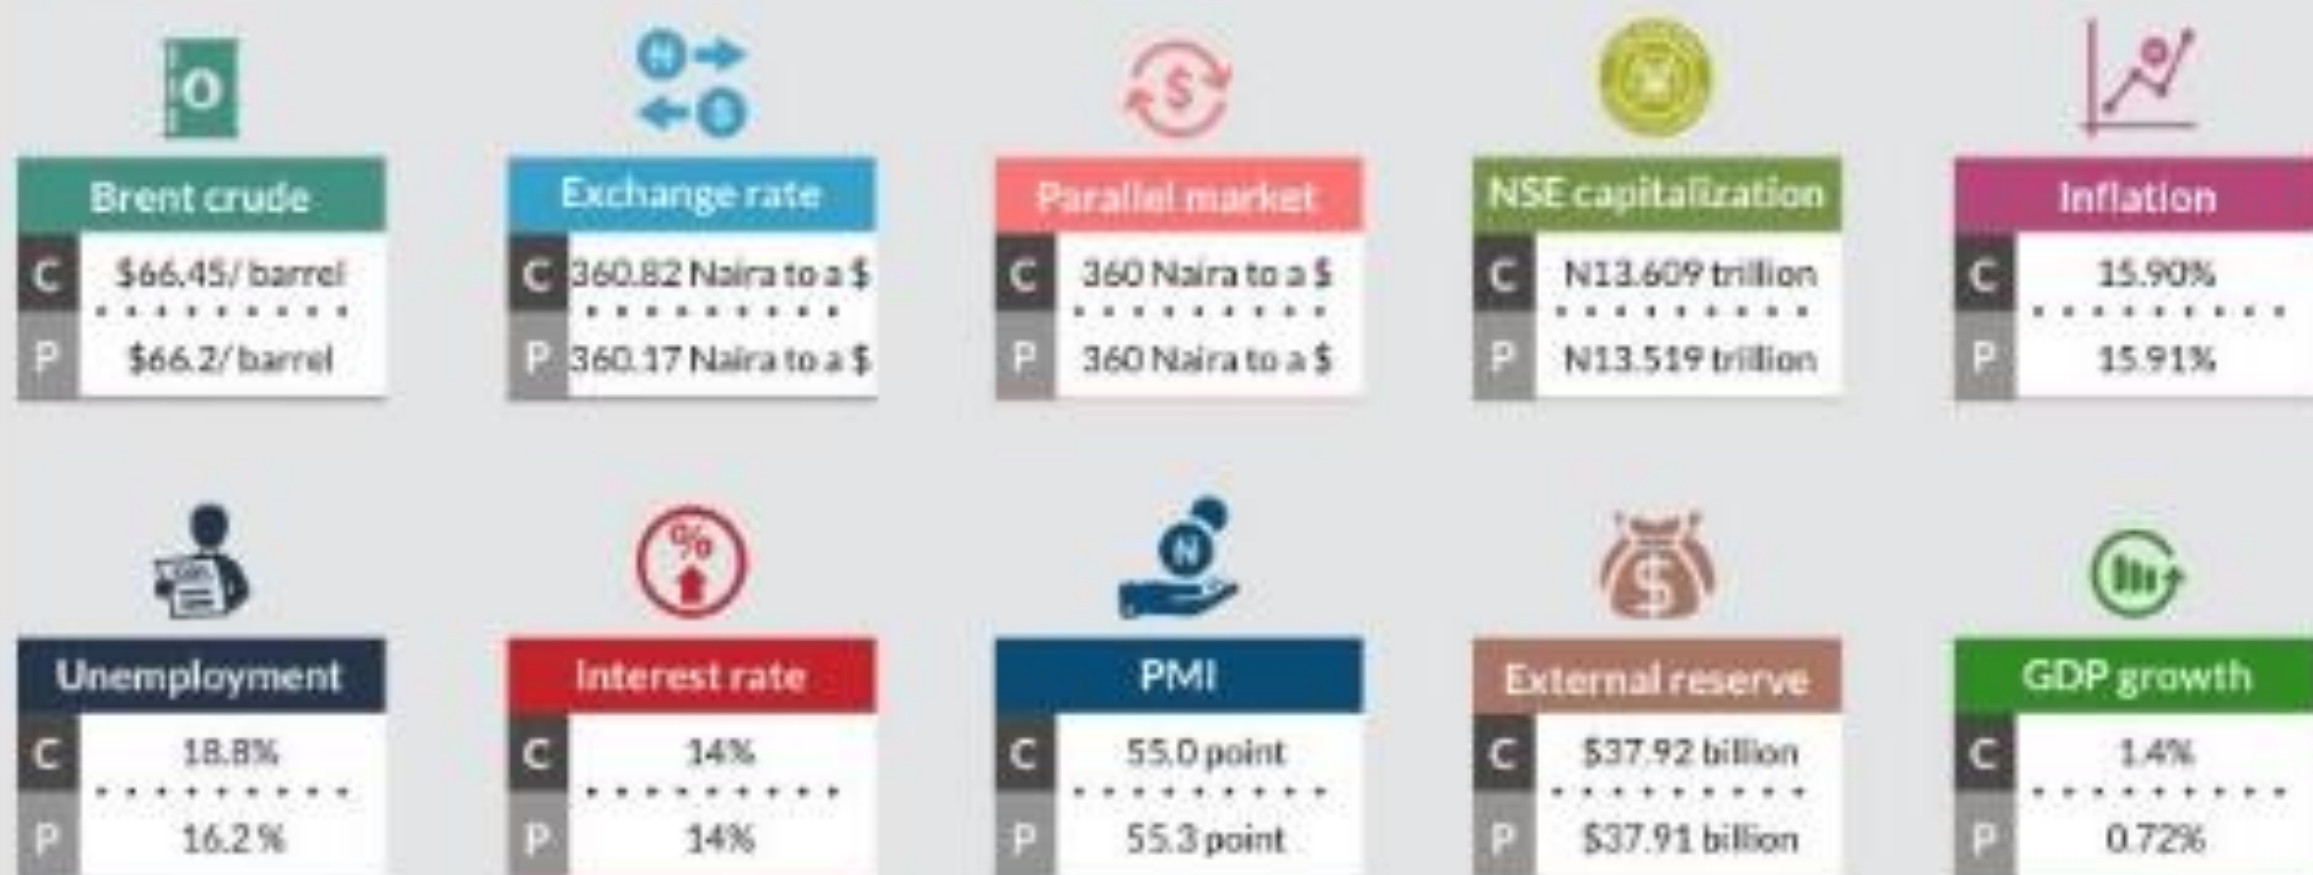 Brent crude
C $66.45/ barrel
P $66.2/ barrel
Exchange rate
C 360.82 Naira to a $
P 360.17 Naira to a $
Parallel market
C 360 Naira to a $
P 360 Naira to a $
NSE capitalization
C N13.609 trillion
P N13.519 trillion
Inflation
C 15.90%
P 15.91%
Unemployment
C 18.8%
P 16.2 %
%
Interest rate
C 14%
P 14%
N
PMI
C 55.0 point
P 55.3 point
$
External reserve
C $37.92 billion
P $37.91 billion
GDP growth
C 1.4%
P 0.72%